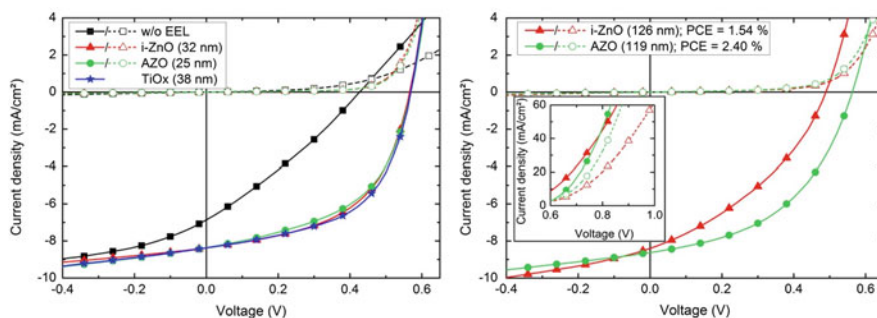 4
2
0
-2
-4
-6
-8
-10
-0.4 -0.2 0.0 0.2 0.4 0.6
Current density (mA/cm²)
Voltage (V)
w/o EEL
i-ZnO (32 nm)
AZO (25 nm)
TiOx (38 nm)
4
2
0
-2
-4
-6
-8
-10
-0.4 -0.2 0.0 0.2 0.4 0.6
Current density (mA/cm²)
Voltage (V)
i-ZnO (126 nm); PCE = 1.54 %
AZO (119 nm); PCE = 2.40 %
60
40
20
0
0.6 0.8 1.0
Current density (mA/cm²)
Voltage (V)